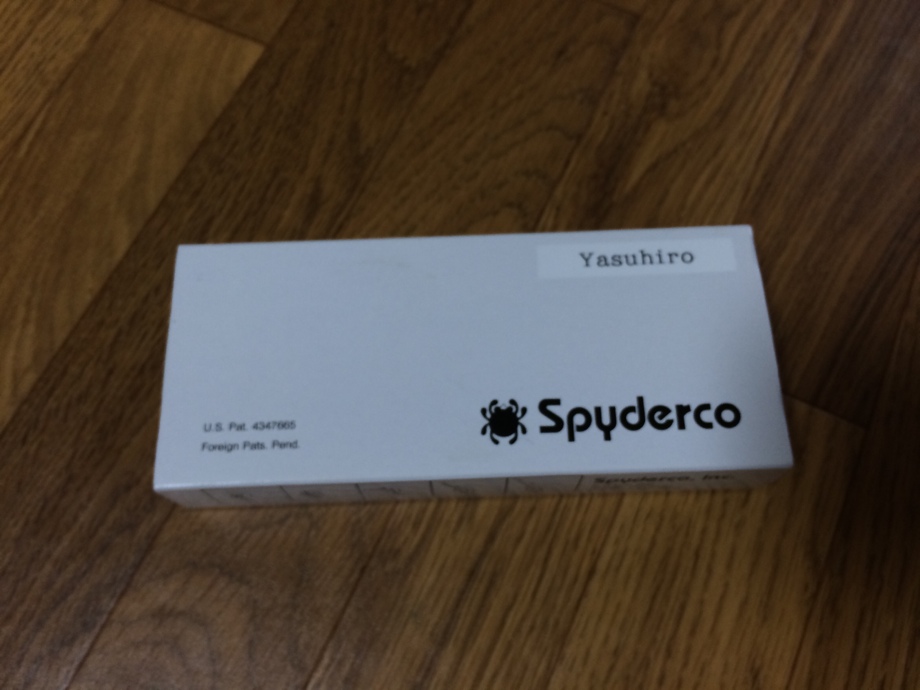 Yasuhiro
U.S. Pat. 4347665
Foreign Pats. Pend.
Spyderco
Spyderco, Inc.